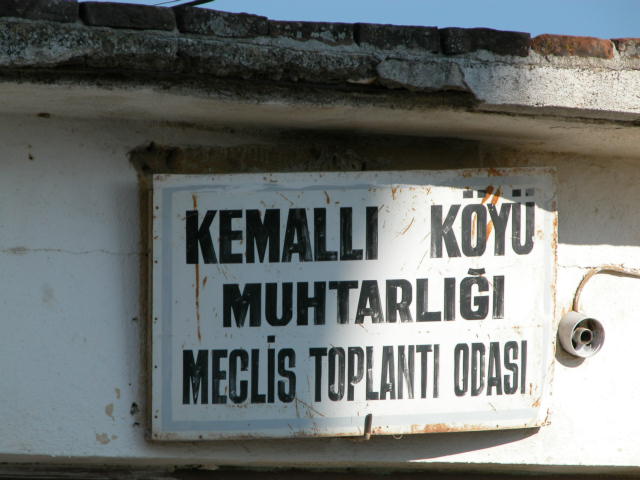 KEMALLI KÖYÜ
MUHTARLIĞI
MECLİS TOPLANTI ODASI